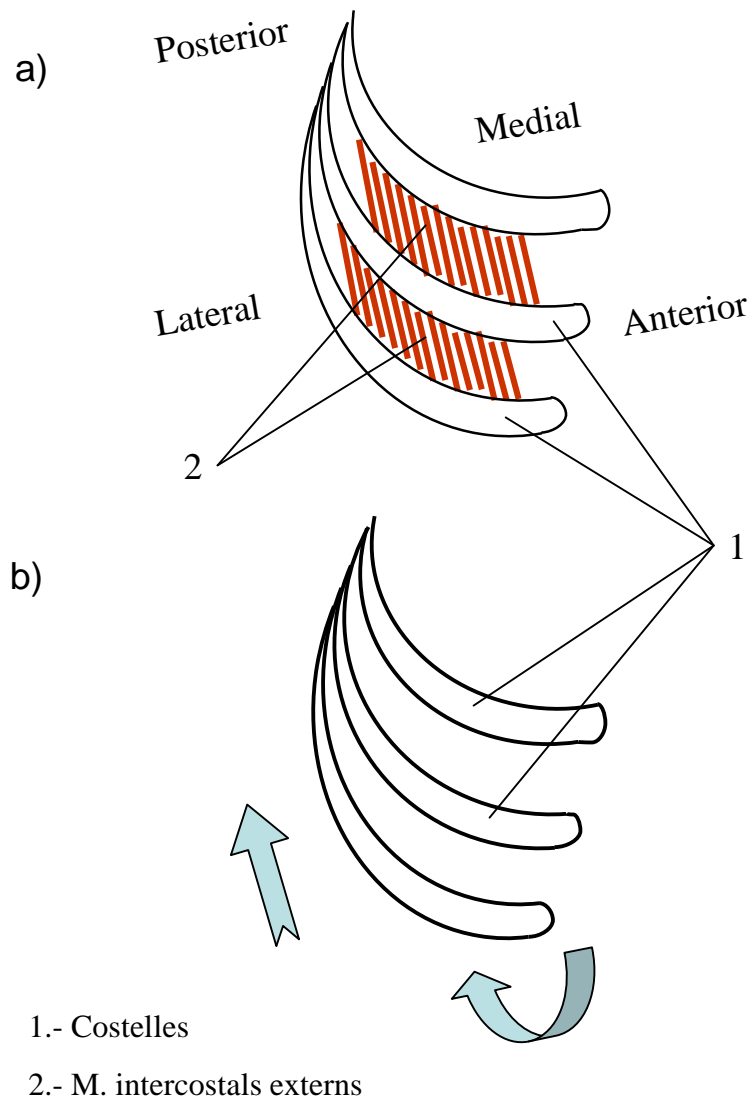 a)
Posterior
Medial
Lateral
Anterior
2
1
b)
1.- Costelles
2.- M. intercostals externs